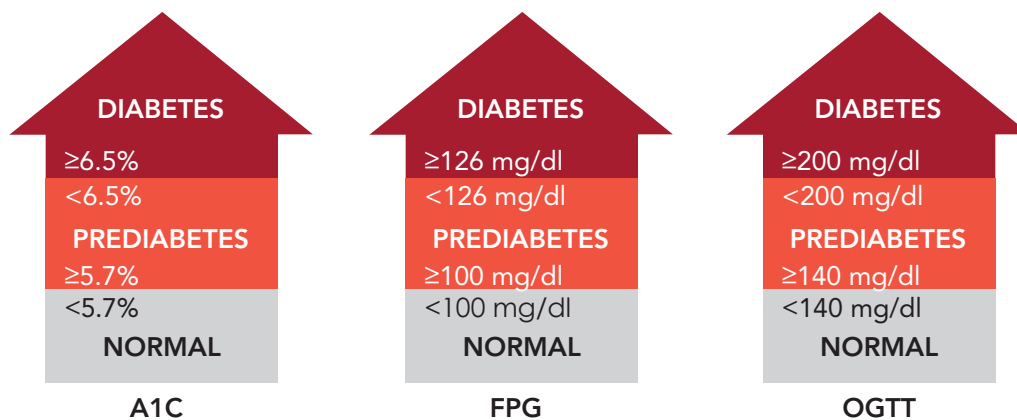 DIABETES
≥6.5%
<6.5%
PREDIABETES
≥5.7%
<5.7%
NORMAL
A1C
DIABETES
≥126 mg/dl
<126 mg/dl
PREDIABETES
≥100 mg/dl
<100 mg/dl
NORMAL
FPG
DIABETES
≥200 mg/dl
<200 mg/dl
PREDIABETES
≥140 mg/dl
<140 mg/dl
NORMAL
OGTT